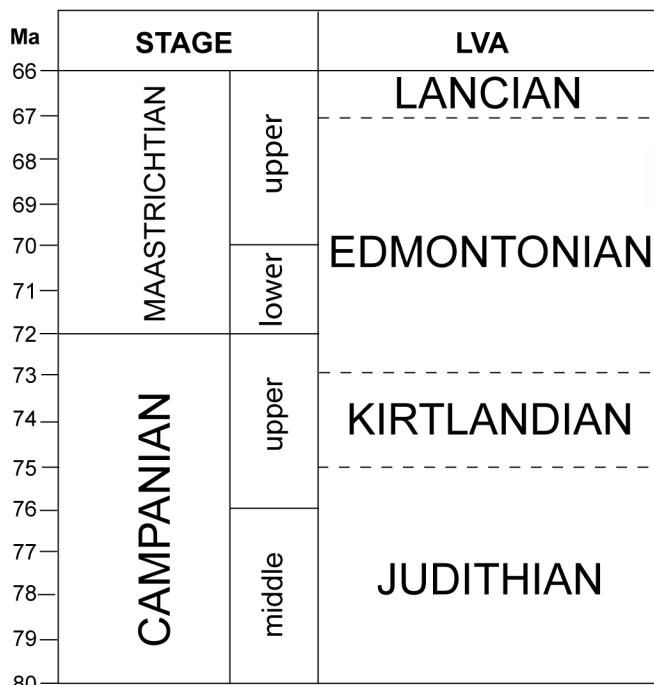 Ma STAGE LVA
66
67
68
69
70
71
72
73
74
75
76
77
78
79
80
MAASTRICHTIAN
CAMPANIAN
upper
lower
upper
middle
LANCIAN
EDMONTONIAN
KIRTLANDIAN
JUDITHIAN